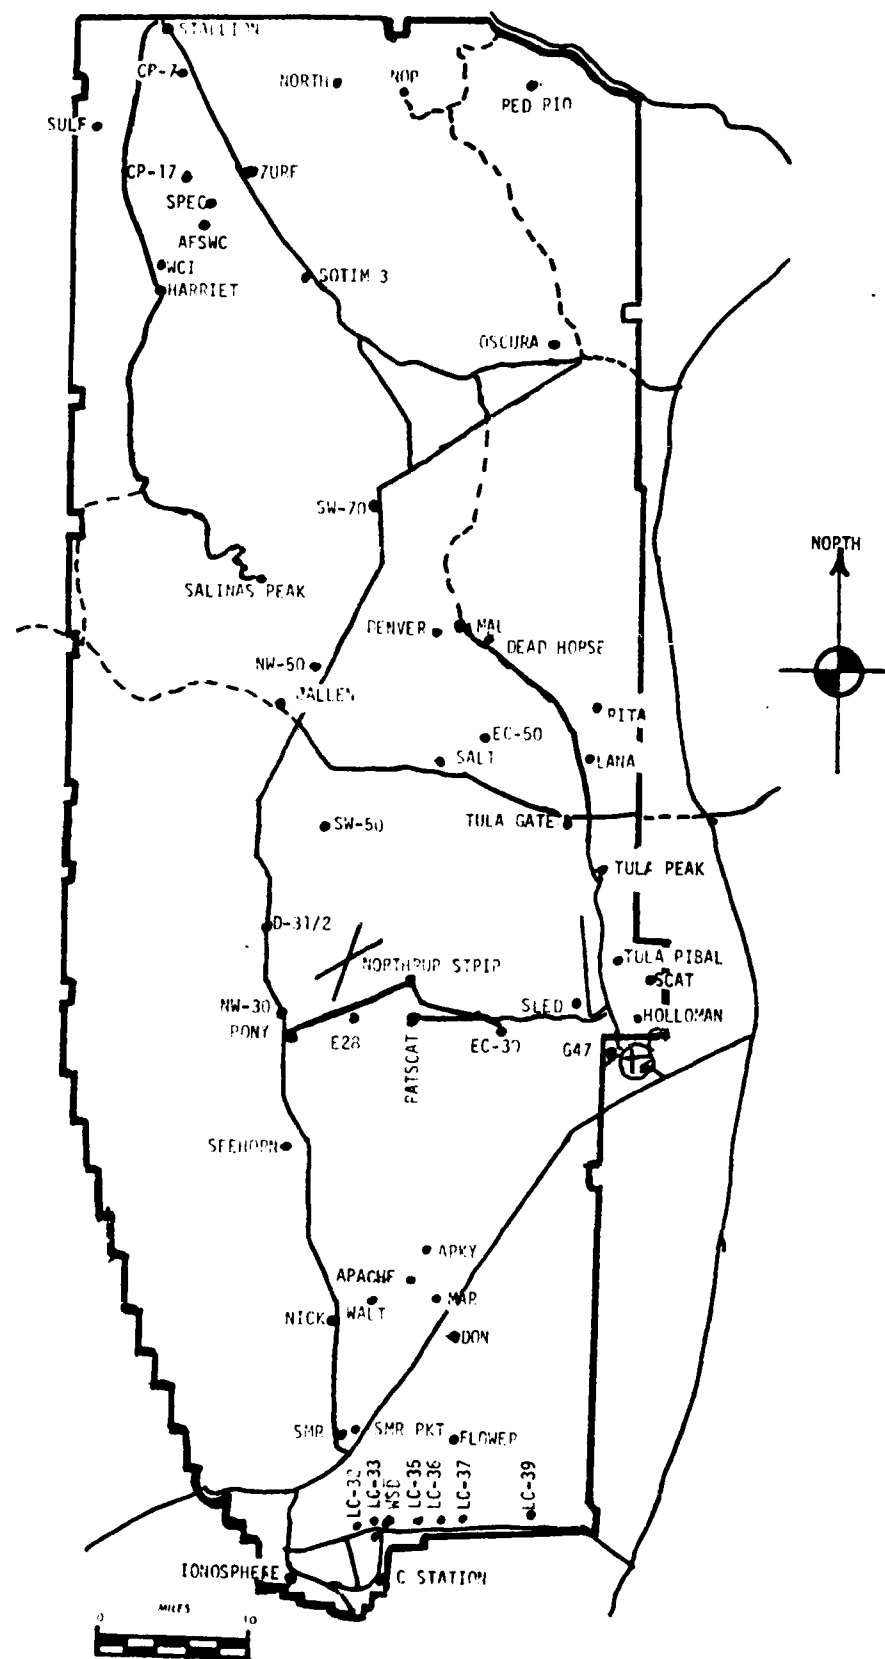 STALLION
CP-7
NORTH
NOP
RED RIO
SULF
CP-17
ZURF
SPEC
AFSWC
WCI
HARRIET
SOTIM 3
OSCURA
SW-70
NORTH
SALINAS PEAK
DENVER
MAL
DEAD HORSE
NW-50
WALLEN
RITA
EC-50
SALT
LANA
SW-50
TULA GATE
TULA PEAK
D-31/2
NORTHRUP STRIP
TULA PIBAL
SCAT
NW-30
SLED
HOLLOMAN
PONY
E28
RATSCAT
EC-30
G47
SEEHORN
APKY
APACHE
NICK
WALT
MAR
DON
SMR
SMR PKT
FLOWER
LC-32
LC-33
WSD
LC-35
LC-36
LC-37
LC-39
IONOSPHERE
C STATION
0 MILES 10